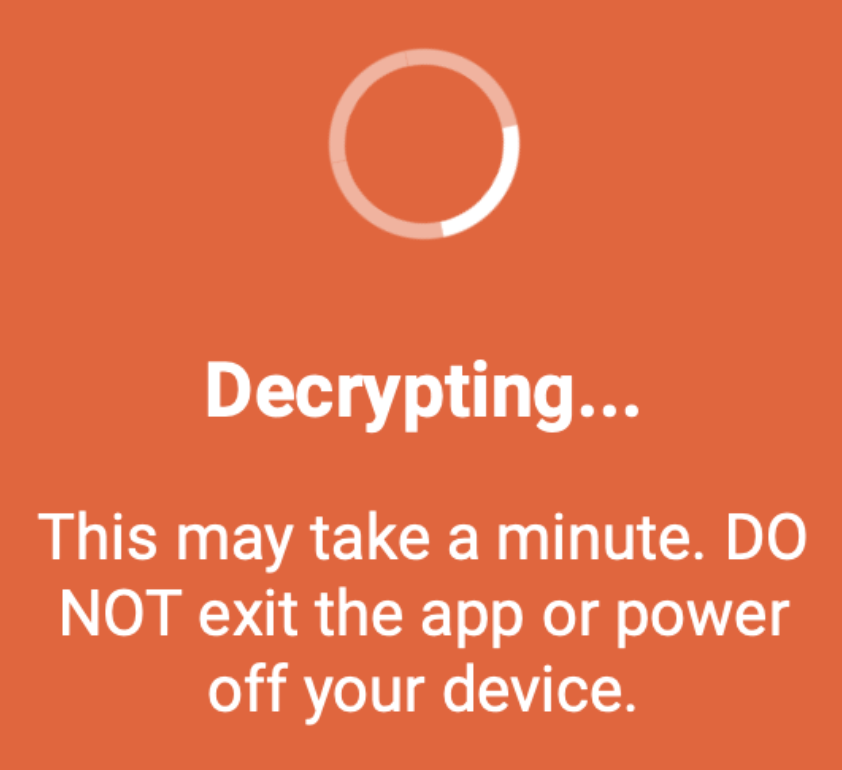 Decrypting...
This may take a minute. DO
NOT exit the app or power
off your device.